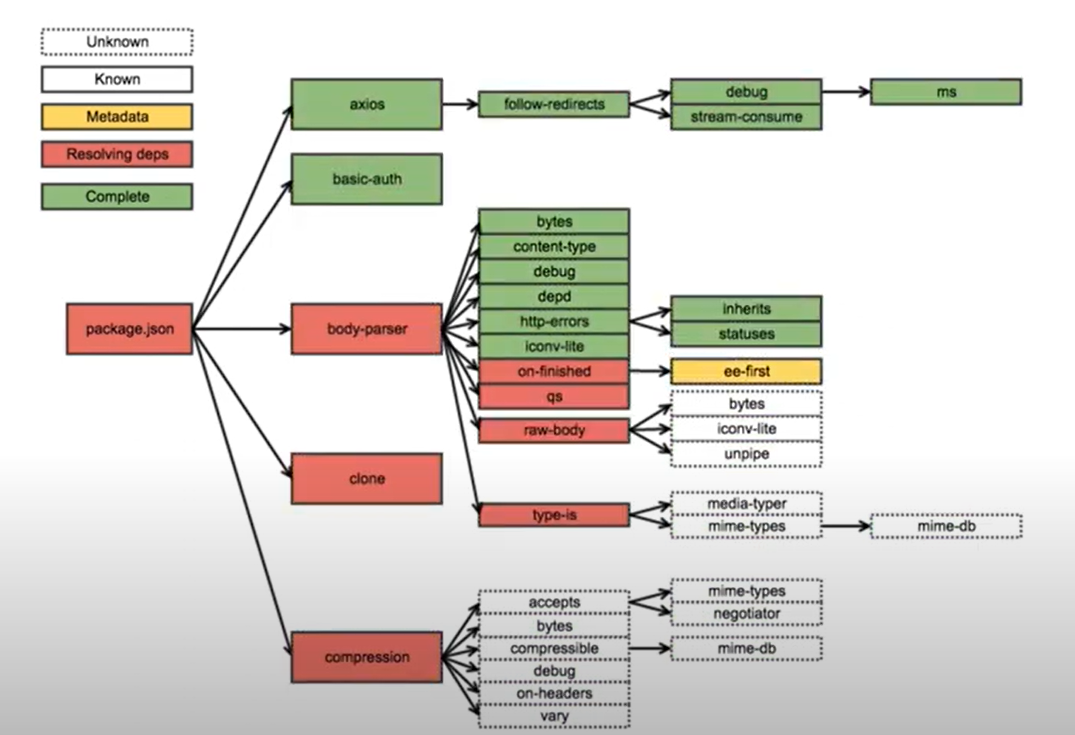 Unknown
Known
Metadata
Resolving deps
Complete
package.json
axios
follow-redirects
debug
stream-consume
ms
basic-auth
body-parser
bytes
content-type
debug
depd
http-errors
iconv-lite
on-finished
qs
raw-body
type-is
inherits
statuses
ee-first
bytes
iconv-lite
unpipe
media-typer
mime-types
mime-db
clone
compression
accepts
bytes
compressible
debug
on-headers
vary
mime-types
negotiator
mime-db